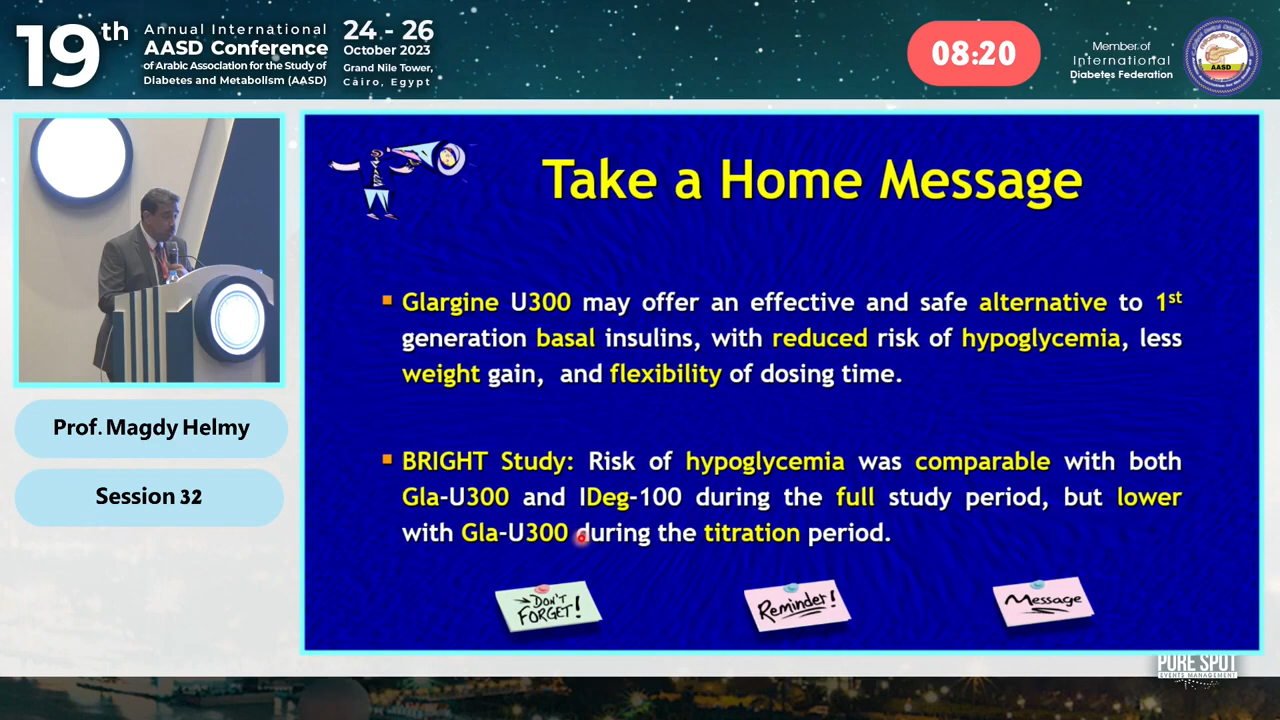 19th
Annual International
AASD Conference
of Arabic Association for the Study of
Diabetes and Metabolism (AASD)
24 - 26
October 2023
Grand Nile Tower,
Cairo, Egypt
08:20
Member of
International
Diabetes Federation
AASD
Take a Home Message
Glargine U300 may offer an effective and safe alternative to 1st
generation basal insulins, with reduced risk of hypoglycemia, less
weight gain, and flexibility of dosing time.
BRIGHT Study: Risk of hypoglycemia was comparable with both
Gla-U300 and IDeg-100 during the full study period, but lower
with Gla-U300 during the titration period.
DON'T
FORGET!
Reminder!
Message
Prof. Magdy Helmy
Session 32
PURE SPOT
EVENTS MANAGEMENT